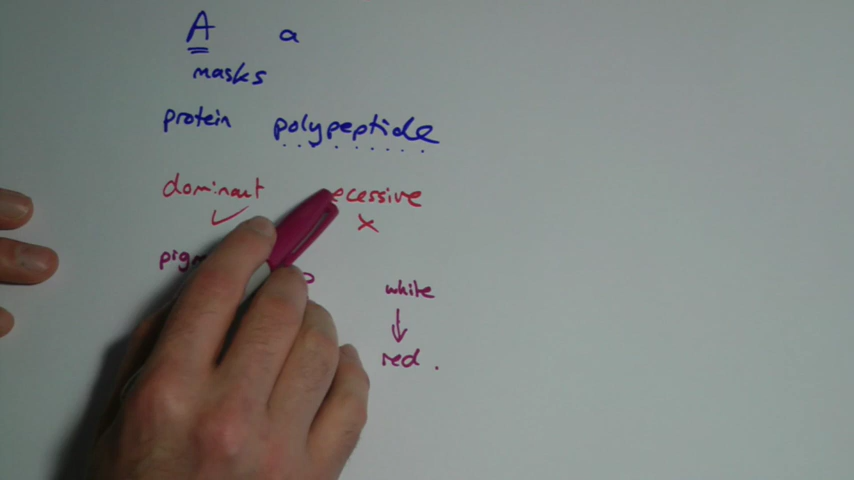 A a
masks
protein polypeptide
dominant ecessive
white
red.